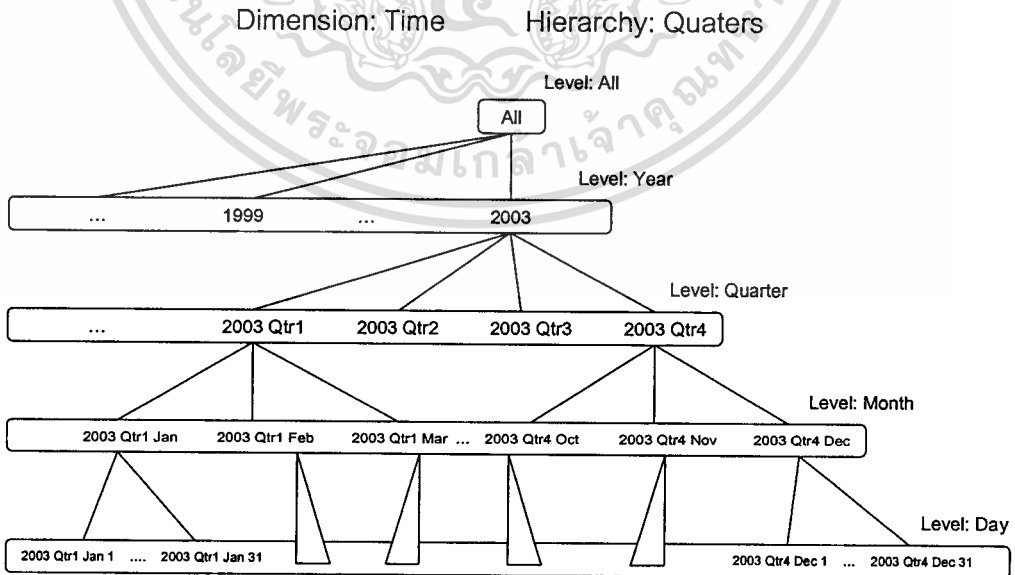 Dimension: Time Hierarchy: Quaters
Level: All
All
Level: Year
... 1999 ... 2003
Level: Quarter
... 2003 Qtr1 2003 Qtr2 2003 Qtr3 2003 Qtr4
Level: Month
2003 Qtr1 Jan 2003 Qtr1 Feb 2003 Qtr1 Mar ... 2003 Qtr4 Oct 2003 Qtr4 Nov 2003 Qtr4 Dec
Level: Day
2003 Qtr1 Jan 1 .... 2003 Qtr1 Jan 31 2003 Qtr4 Dec 1 ... 2003 Qtr4 Dec 31